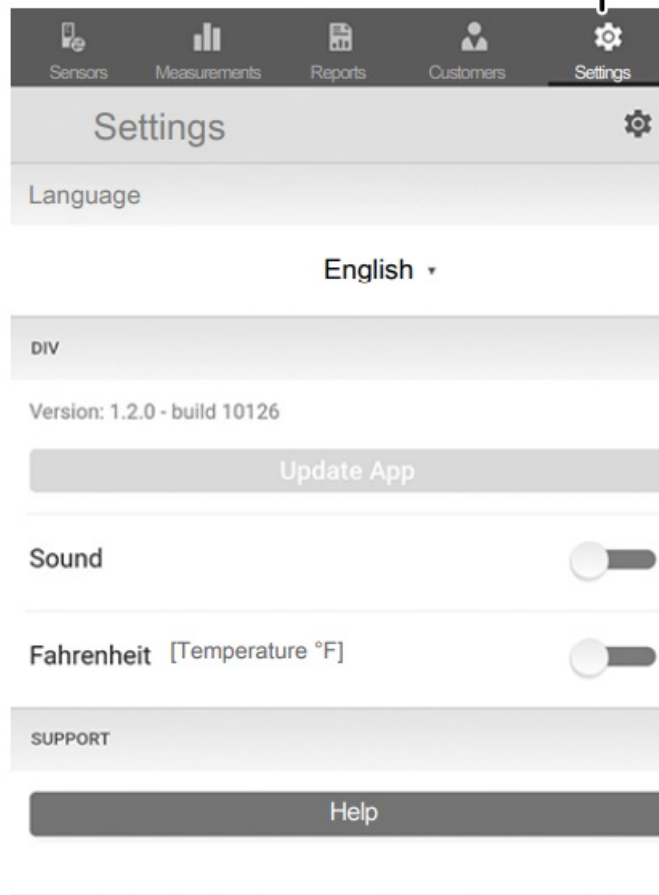 Sensors Measurements Reports Customers Settings
Settings
Language
English
DIV
Version: 1.2.0 - build 10126
Update App
Sound
Fahrenheit [Temperature °F]
SUPPORT
Help